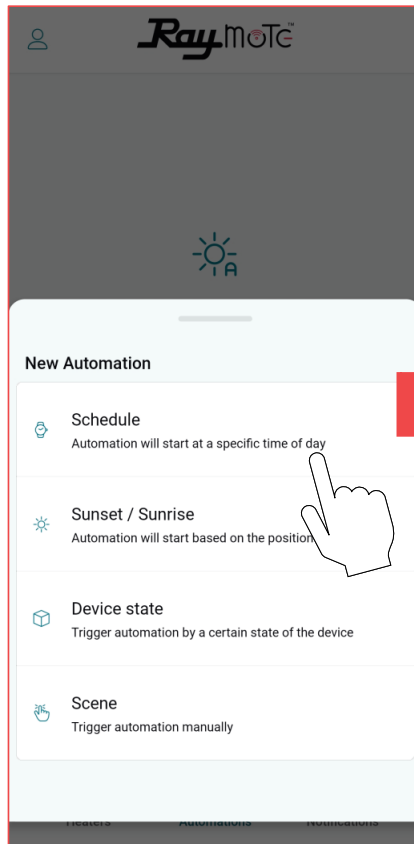 Raymote™
New Automation
Schedule
Automation will start at a specific time of day
Sunset / Sunrise
Automation will start based on the position
Device state
Trigger automation by a certain state of the device
Scene
Trigger automation manually
Heaters Automations Notifications